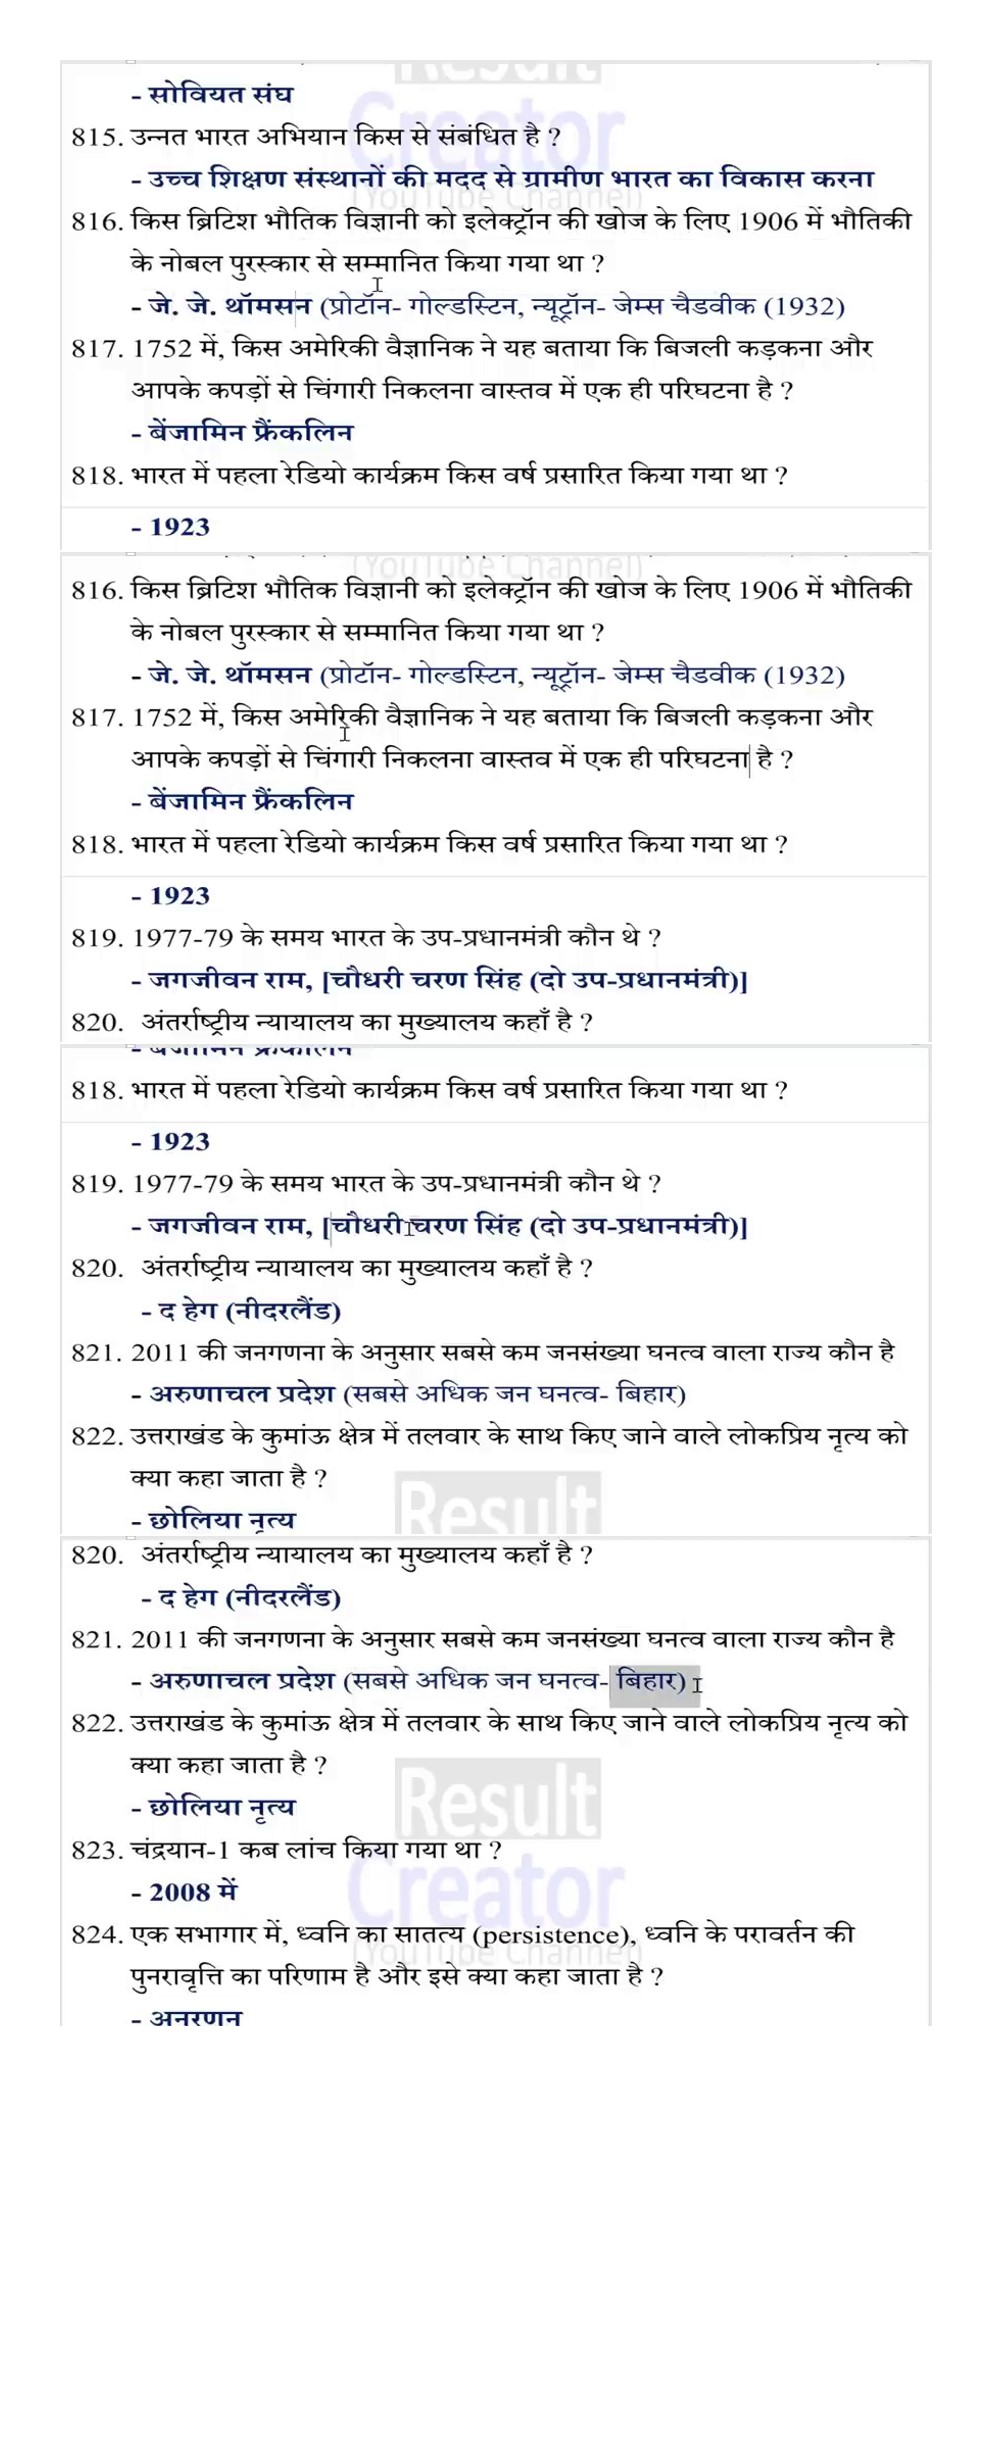 Result
- सोवियत संघ
Creator
815. उन्नत भारत अभियान किस से संबंधित है ?
- उच्च शिक्षण संस्थानों की मदद से ग्रामीण भारत का विकास करना
(YouTube Channel)
816. किस ब्रिटिश भौतिक विज्ञानी को इलेक्ट्रॉन की खोज के लिए 1906 में भौतिकी
के नोबल पुरस्कार से सम्मानित किया गया था ?
- जे. जे. थॉमसन (प्रोटॉन- गोल्डस्टिन, न्यूट्रॉन- जेम्स चैडवीक (1932)
817. 1752 में, किस अमेरिकी वैज्ञानिक ने यह बताया कि बिजली कड़कना और
आपके कपड़ों से चिंगारी निकलना वास्तव में एक ही परिघटना है ?
- बेंजामिन फ्रैंकलिन
818. भारत में पहला रेडियो कार्यक्रम किस वर्ष प्रसारित किया गया था ?
- 1923
(YouTube Channel)
816. किस ब्रिटिश भौतिक विज्ञानी को इलेक्ट्रॉन की खोज के लिए 1906 में भौतिकी
के नोबल पुरस्कार से सम्मानित किया गया था ?
- जे. जे. थॉमसन (प्रोटॉन- गोल्डस्टिन, न्यूट्रॉन- जेम्स चैडवीक (1932)
817. 1752 में, किस अमेरिकी वैज्ञानिक ने यह बताया कि बिजली कड़कना और
आपके कपड़ों से चिंगारी निकलना वास्तव में एक ही परिघटना है ?
- बेंजामिन फ्रैंकलिन
818. भारत में पहला रेडियो कार्यक्रम किस वर्ष प्रसारित किया गया था ?
- 1923
819. 1977-79 के समय भारत के उप-प्रधानमंत्री कौन थे ?
- जगजीवन राम, [चौधरी चरण सिंह (दो उप-प्रधानमंत्री)]
820. अंतर्राष्ट्रीय न्यायालय का मुख्यालय कहाँ है ?
- बेंजामिन फ्रैंकलिन
818. भारत में पहला रेडियो कार्यक्रम किस वर्ष प्रसारित किया गया था ?
- 1923
819. 1977-79 के समय भारत के उप-प्रधानमंत्री कौन थे ?
- जगजीवन राम, [चौधरी चरण सिंह (दो उप-प्रधानमंत्री)]
820. अंतर्राष्ट्रीय न्यायालय का मुख्यालय कहाँ है ?
- द हेग (नीदरलैंड)
821. 2011 की जनगणना के अनुसार सबसे कम जनसंख्या घनत्व वाला राज्य कौन है
- अरुणाचल प्रदेश (सबसे अधिक जन घनत्व- बिहार)
822. उत्तराखंड के कुमांऊ क्षेत्र में तलवार के साथ किए जाने वाले लोकप्रिय नृत्य को
क्या कहा जाता है ?
Result
- छोलिया नृत्य
820. अंतर्राष्ट्रीय न्यायालय का मुख्यालय कहाँ है ?
- द हेग (नीदरलैंड)
821. 2011 की जनगणना के अनुसार सबसे कम जनसंख्या घनत्व वाला राज्य कौन है
- अरुणाचल प्रदेश (सबसे अधिक जन घनत्व- बिहार)
822. उत्तराखंड के कुमांऊ क्षेत्र में तलवार के साथ किए जाने वाले लोकप्रिय नृत्य को
क्या कहा जाता है ?
Result
- छोलिया नृत्य
823. चंद्रयान-1 कब लांच किया गया था ?
Creator
- 2008 में
824. एक सभागार में, ध्वनि का सातत्य (persistence), ध्वनि के परावर्तन की
(YouTube Channel)
पुनरावृत्ति का परिणाम है और इसे क्या कहा जाता है ?
- अनुरणन